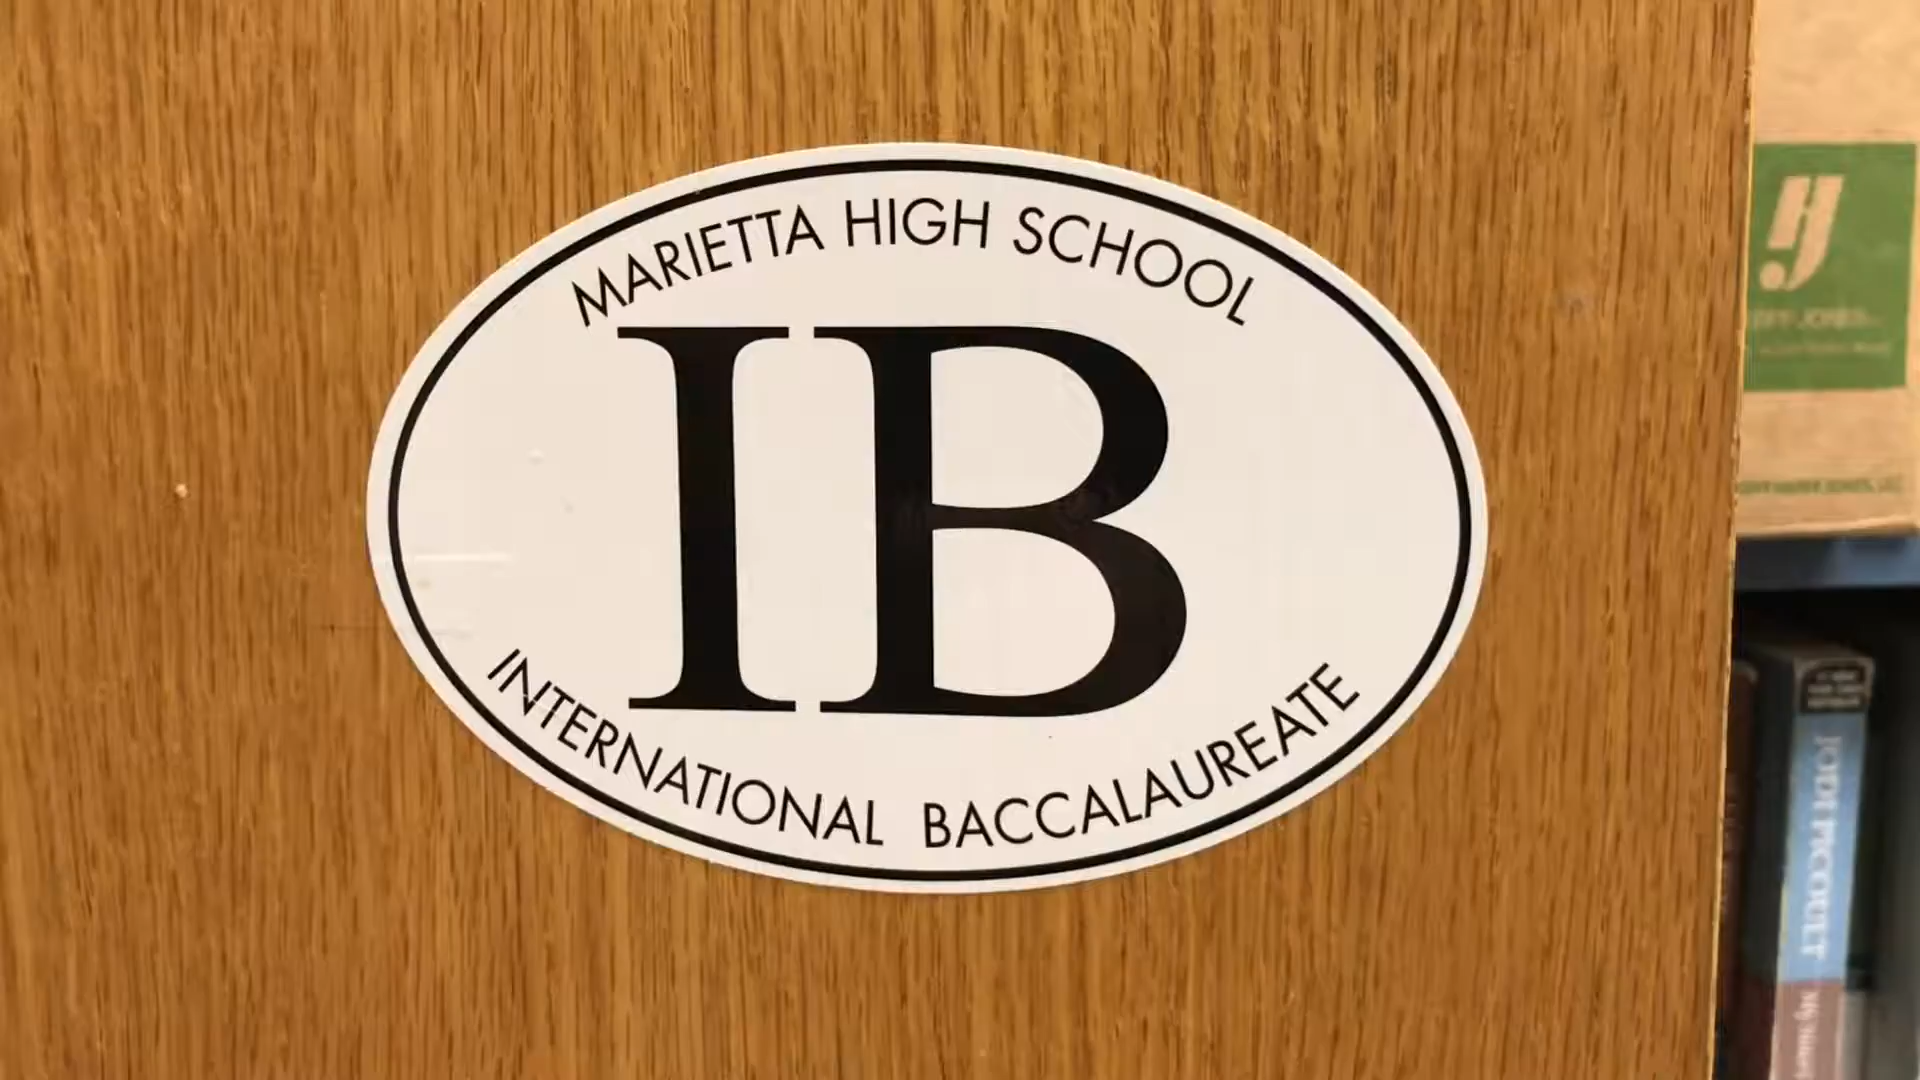 MARIETTA HIGH SCHOOL
IB
INTERNATIONAL BACCALAUREATE
JODI PICOULT